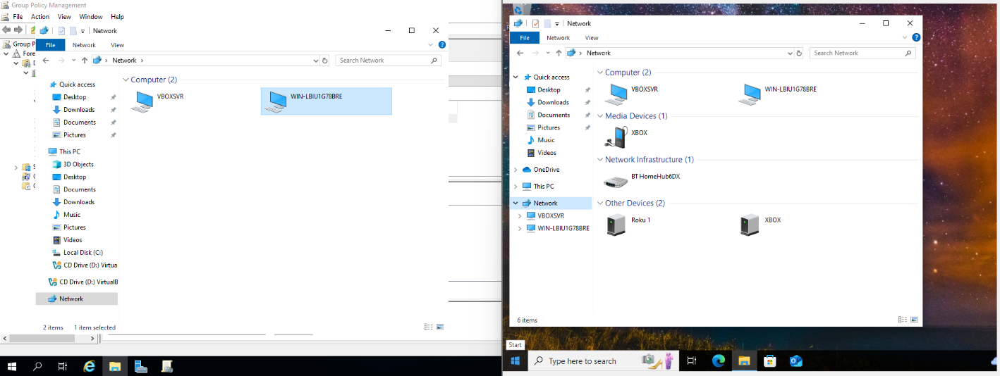 Group Policy Management
File Action View Window Help
Network
File Network View
Network
Search Network
Group P
Fore
Quick access
Desktop
Downloads
Documents
Pictures
This PC
3D Objects
Desktop
Documents
Downloads
Music
Pictures
Videos
Local Disk (C:)
CD Drive (D:) Virtua
CD Drive (D:) VirtualB
Network
Computer (2)
VBOXSVR
WIN-LBIU1G78BRE
2 items 1 item selected
Network
File Network View
Network
Search Network
Quick access
Desktop
Downloads
Documents
Pictures
Music
Videos
OneDrive
This PC
Network
VBOXSVR
WIN-LBIU1G78BRE
Computer (2)
VBOXSVR
WIN-LBIU1G78BRE
Media Devices (1)
XBOX
Network Infrastructure (1)
BT HomeHub6DX
Other Devices (2)
Roku 1
XBOX
6 items
Start
Type here to search